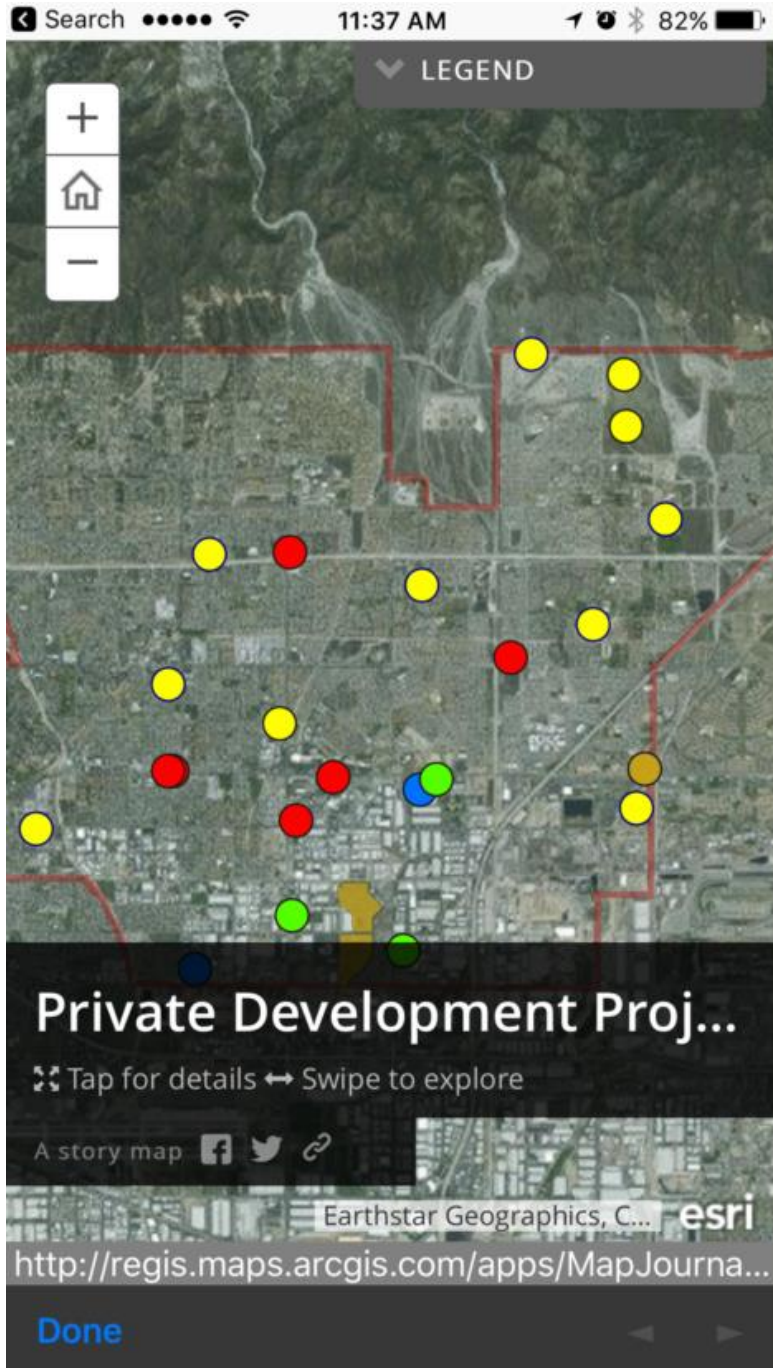 Search 11:37 AM 82%
LEGEND
+
−
Private Development Proj...
Tap for details Swipe to explore
A story map
Earthstar Geographics, C... esri
http://regis.maps.arcgis.com/apps/MapJourna...
Done